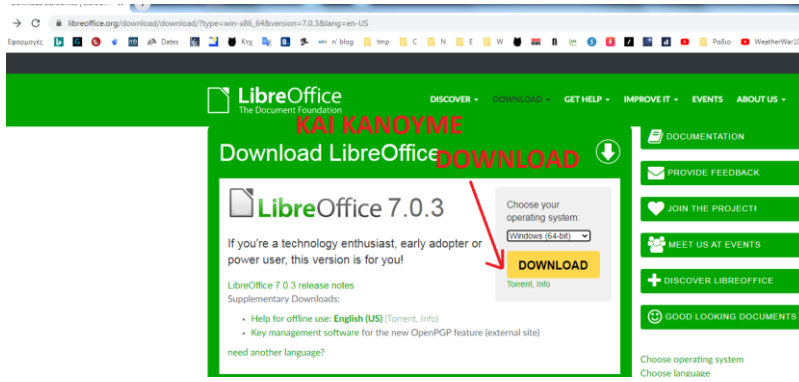 libreoffice.org/download/download/?type=win-x86_64&version=7.0.3&lang=en-US
Εφαρμογές
Dates
Κτχ
n' blog
tmp
C
N
E
W
Ραδιο
WeatherWar10
LibreOffice
The Document Foundation
DISCOVER
DOWNLOAD
GET HELP
IMPROVE IT
EVENTS
ABOUT US
ΚΑΙ ΚΑΝΟΥΜΕ
DOWNLOAD
Download LibreOffice
LibreOffice 7.0.3
If you're a technology enthusiast, early adopter or
power user, this version is for you!
LibreOffice 7.0.3 release notes
Supplementary Downloads:
Help for offline use: English (US) (Torrent, Info)
Key management software for the new OpenPGP feature (external site)
need another language?
Choose your
operating system:
Windows (64-bit)
DOWNLOAD
Torrent, Info
DOCUMENTATION
PROVIDE FEEDBACK
JOIN THE PROJECT!
MEET US AT EVENTS
DISCOVER LIBREOFFICE
GOOD LOOKING DOCUMENTS
Choose operating system
Choose language